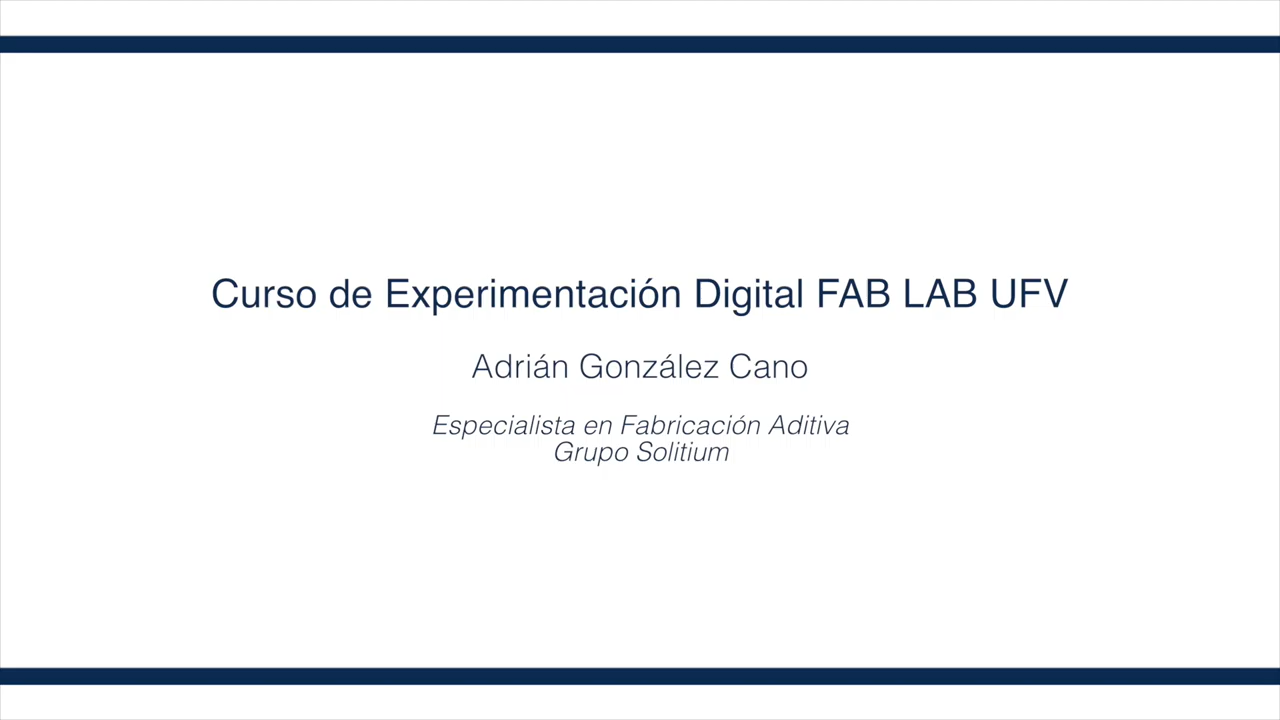 Curso de Experimentación Digital FAB LAB UFV
Adrián González Cano
Especialista en Fabricación Aditiva
Grupo Solitium